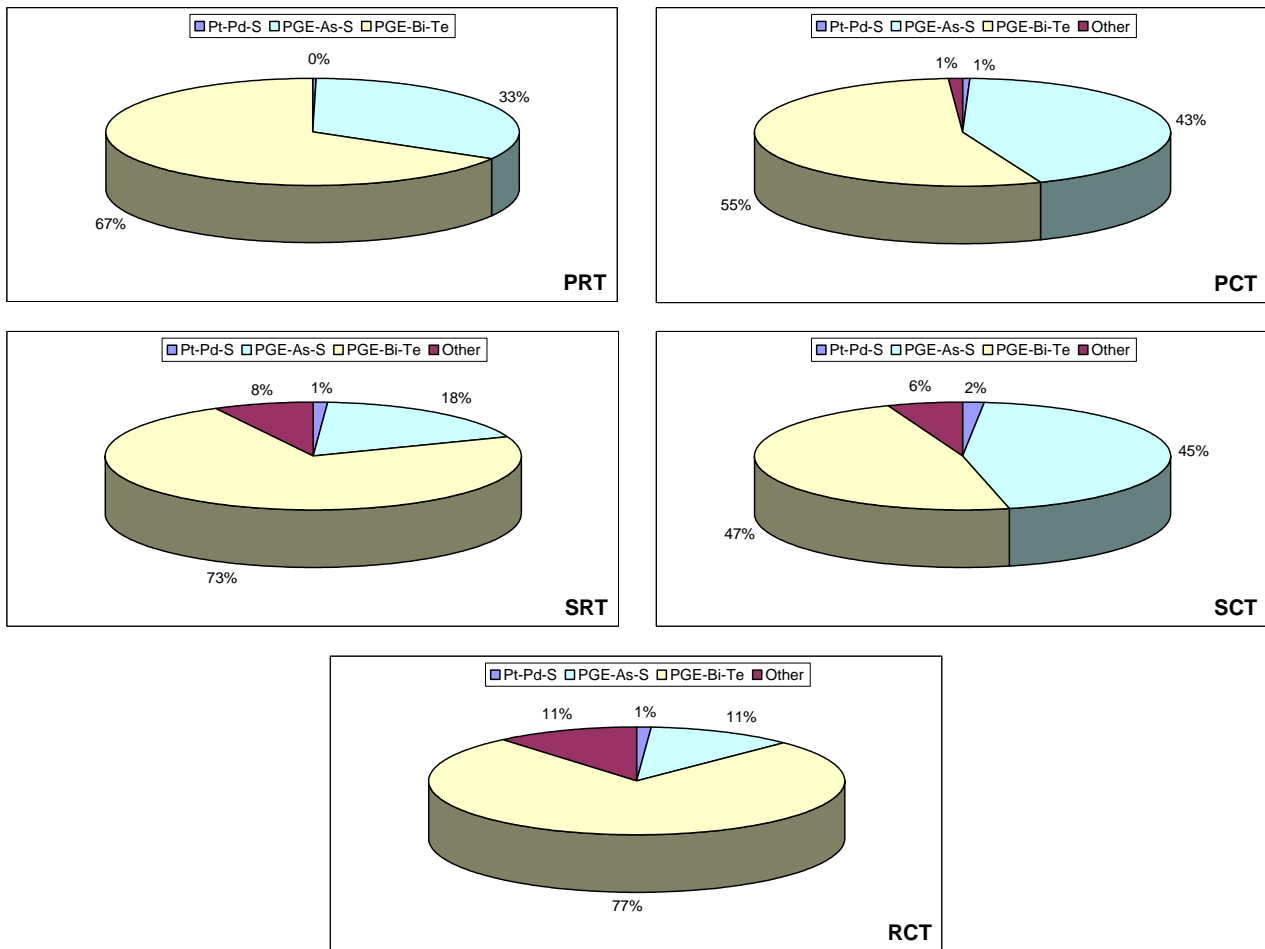 Pt-Pd-S PGE-As-S PGE-Bi-Te
0%
33%
67%
PRT
Pt-Pd-S PGE-As-S PGE-Bi-Te Other
1% 1%
43%
55%
PCT
Pt-Pd-S PGE-As-S PGE-Bi-Te Other
8% 1% 18%
73%
SRT
Pt-Pd-S PGE-As-S PGE-Bi-Te Other
6% 2%
45%
47%
SCT
Pt-Pd-S PGE-As-S PGE-Bi-Te Other
11% 1% 11%
77%
RCT